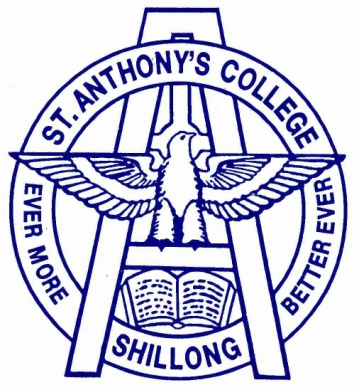 ST. ANTHONY'S COLLEGE
EVER MORE
BETTER EVER
SHILLONG